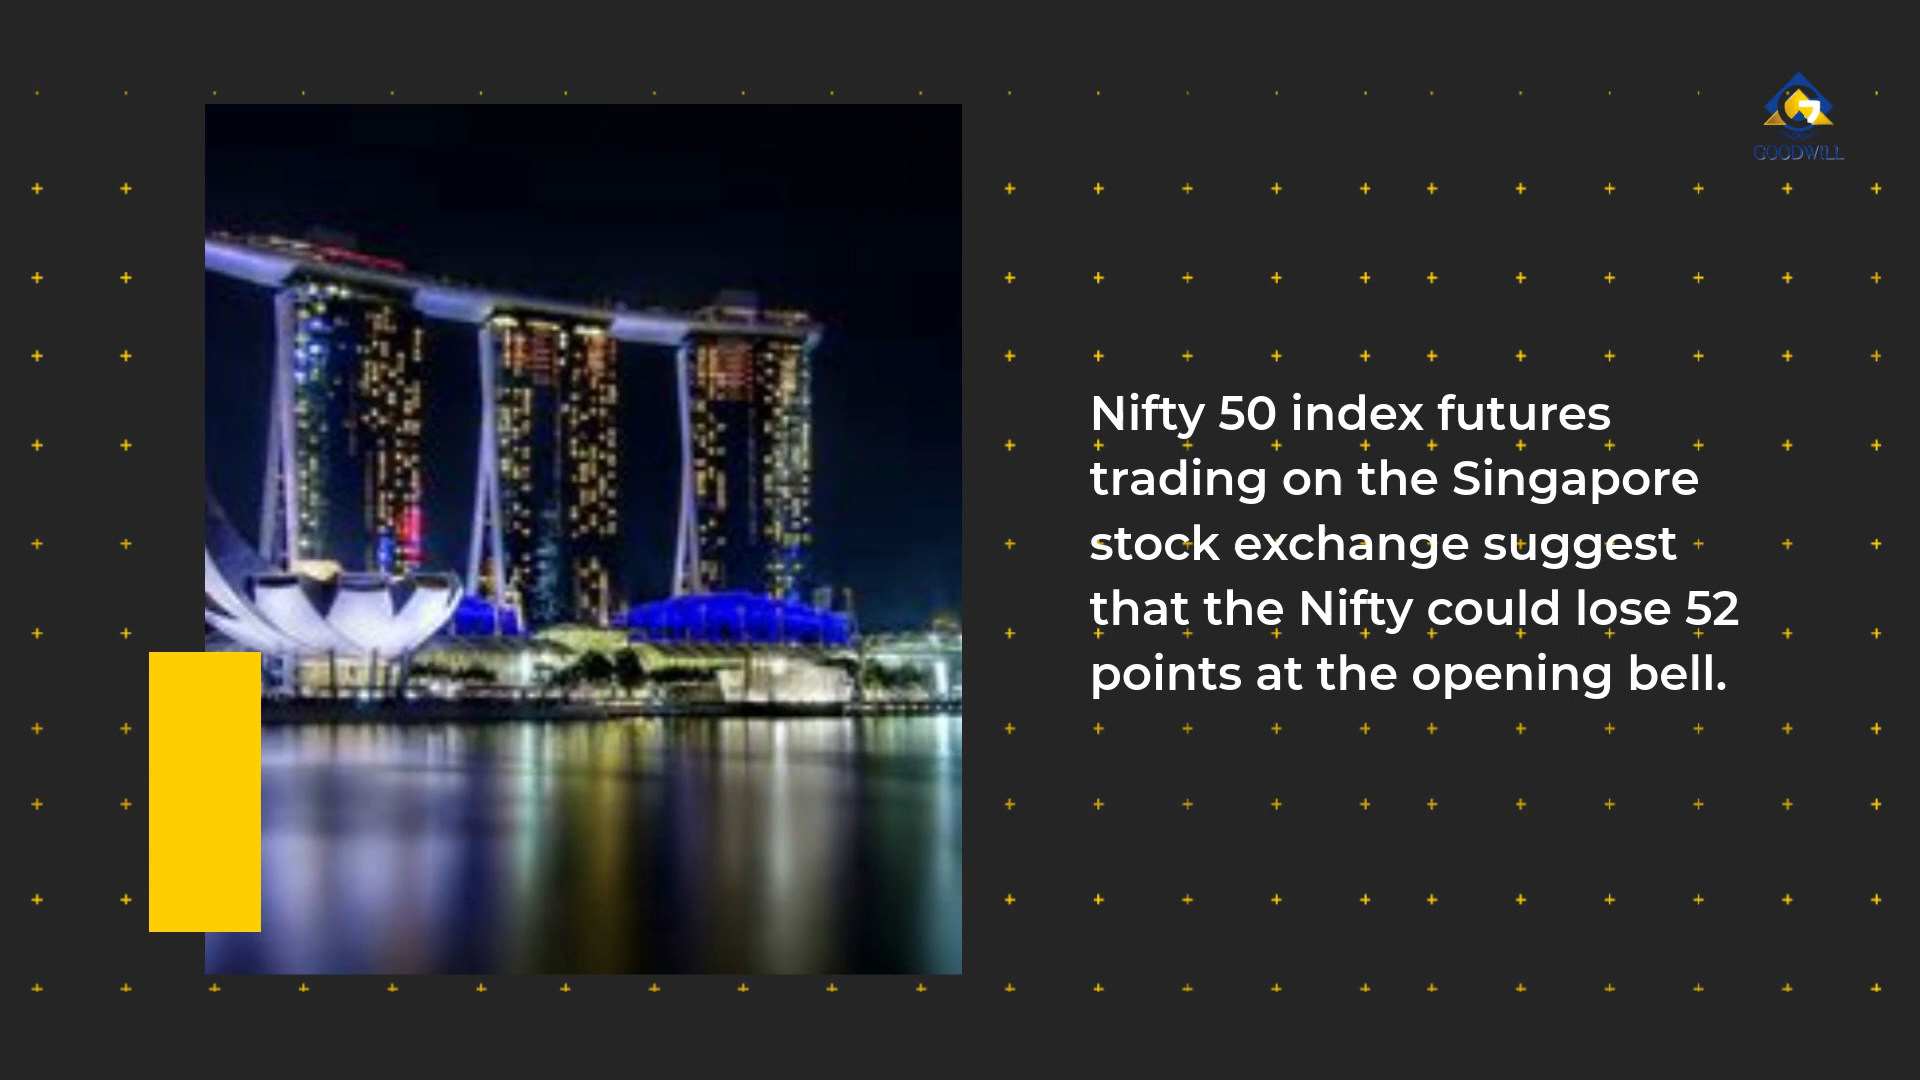 GOODWILL
Nifty 50 index futures
trading on the Singapore
stock exchange suggest
that the Nifty could lose 52
points at the opening bell.